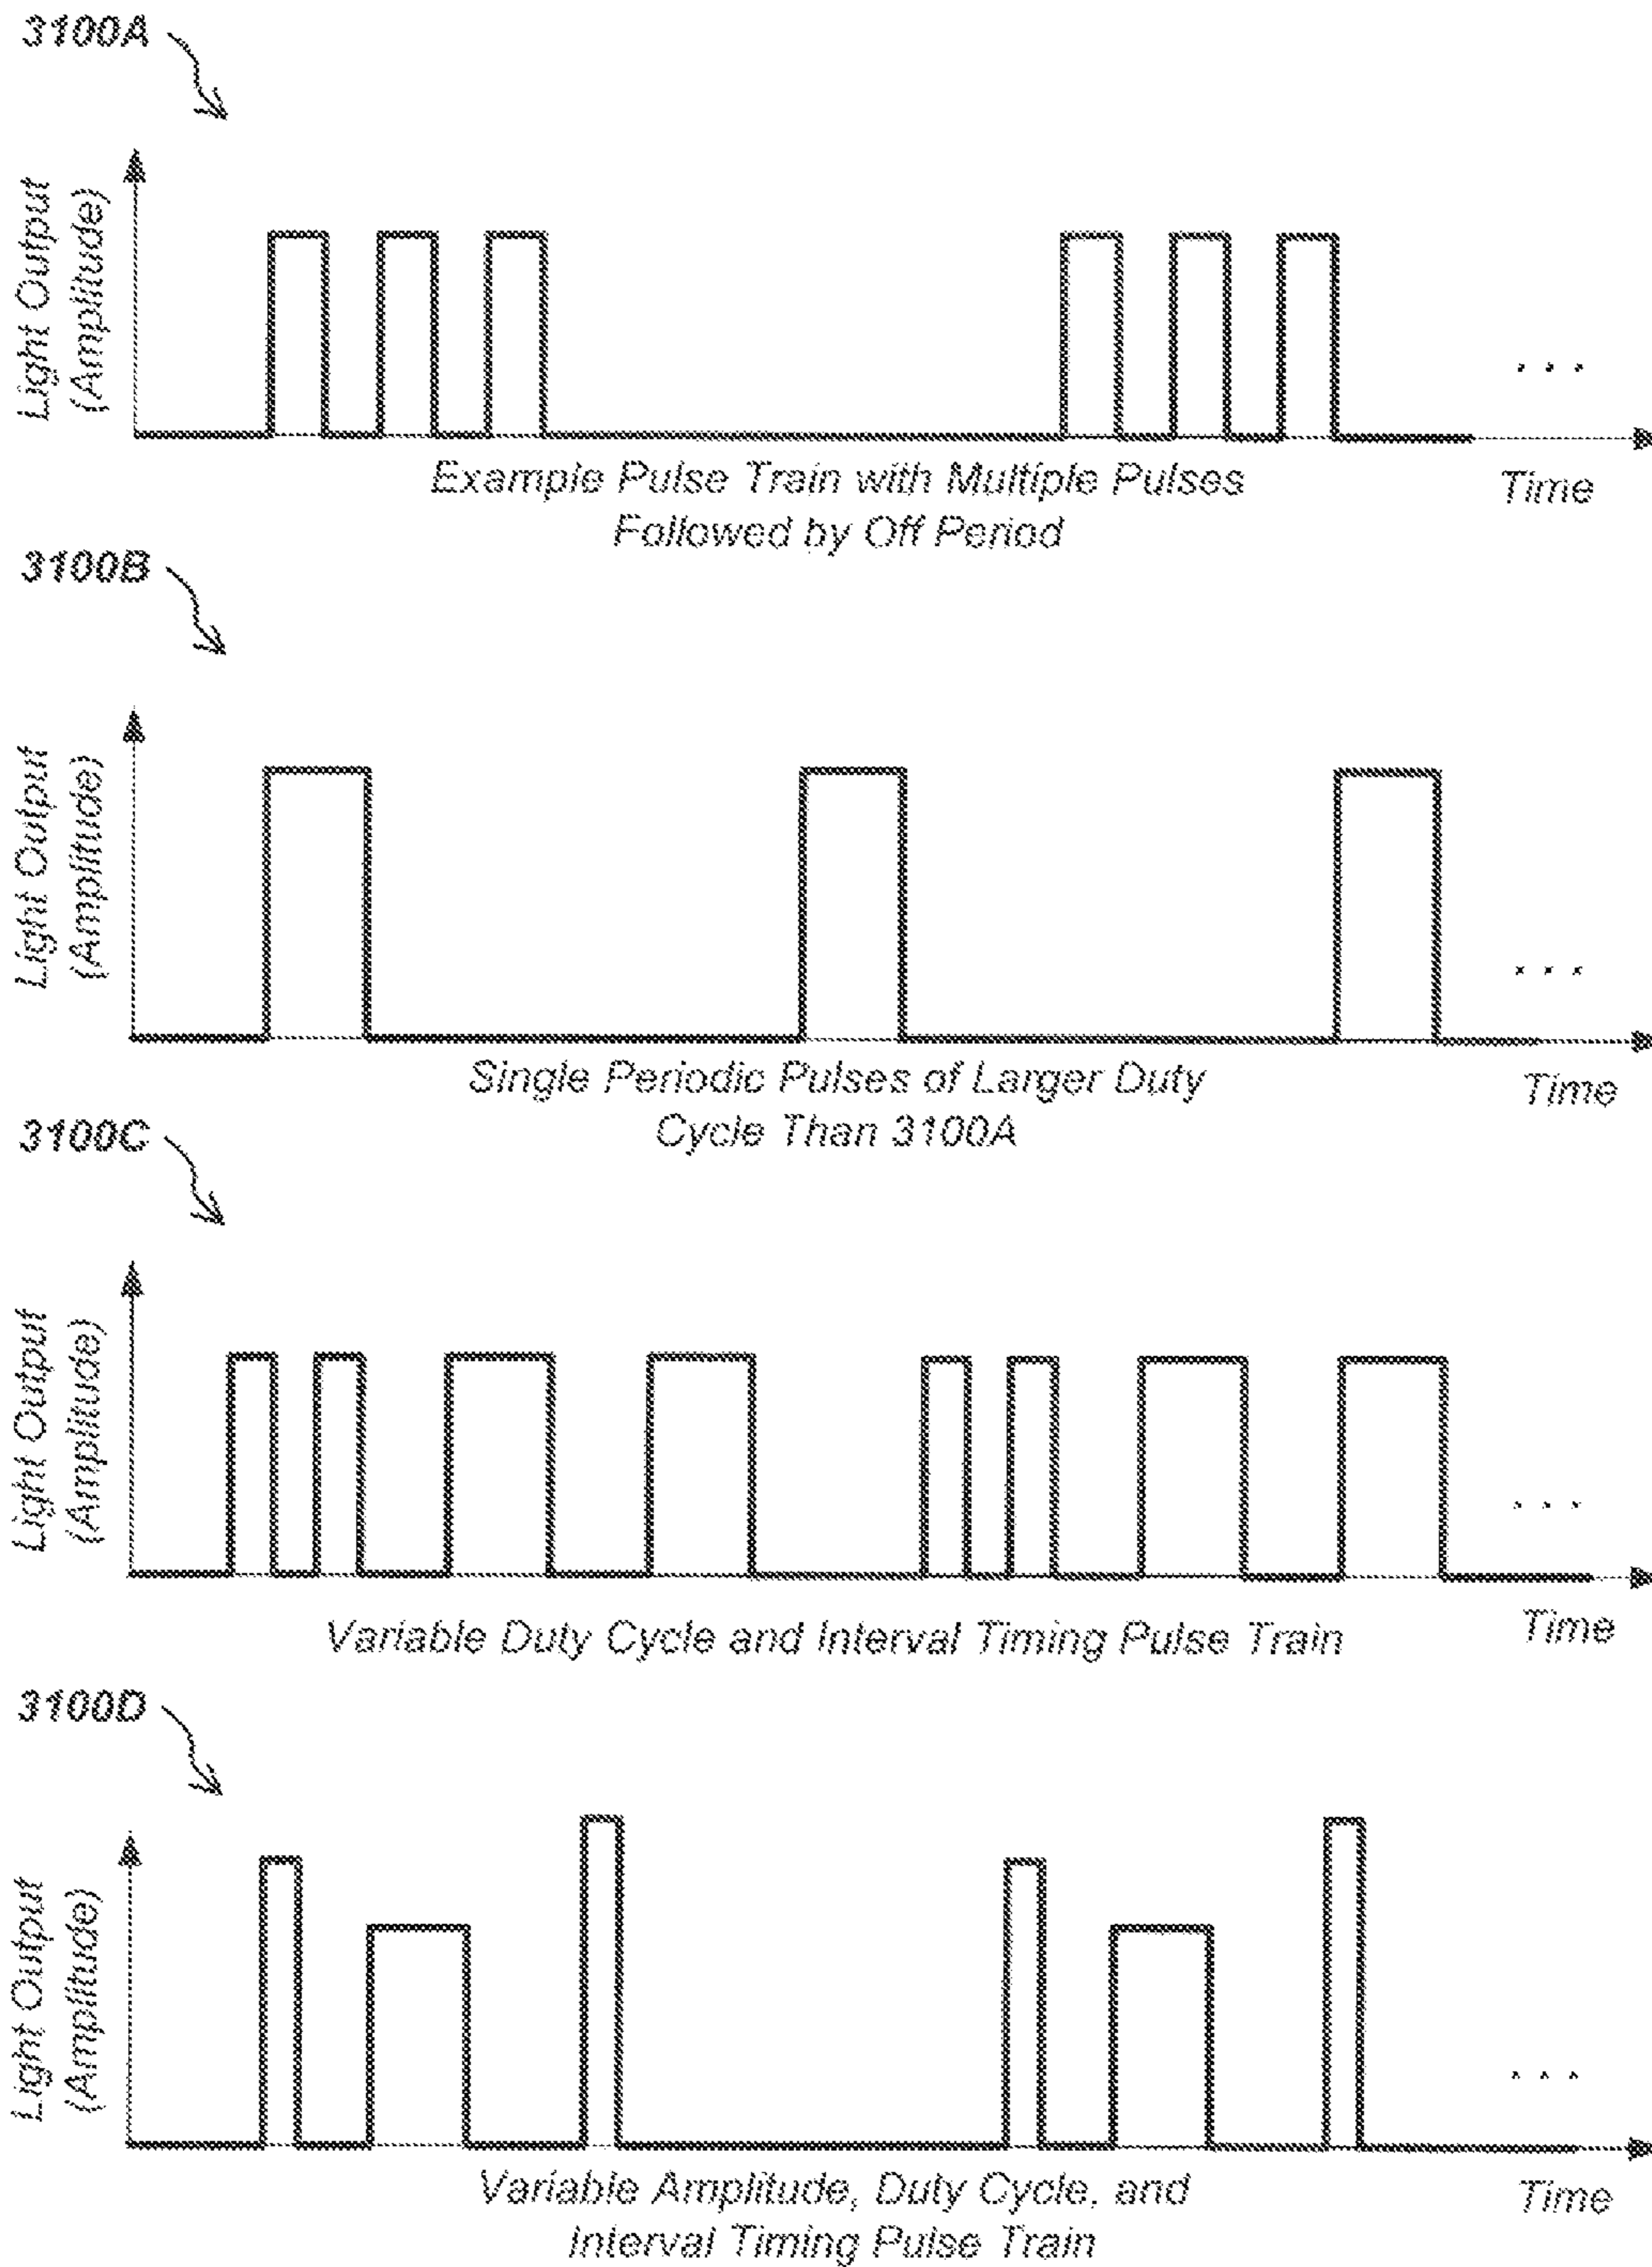 3100A
Light Output
(Amplitude)
. . .
Example Pulse Train with Multiple Pulses
Followed by Off Period
Time
3100B
Light Output
(Amplitude)
. . .
Single Periodic Pulses of Larger Duty
Cycle Than 3100A
Time
3100C
Light Output
(Amplitude)
. . .
Variable Duty Cycle and Interval Timing Pulse Train
Time
3100D
Light Output
(Amplitude)
. . .
Variable Amplitude, Duty Cycle, and
Interval Timing Pulse Train
Time